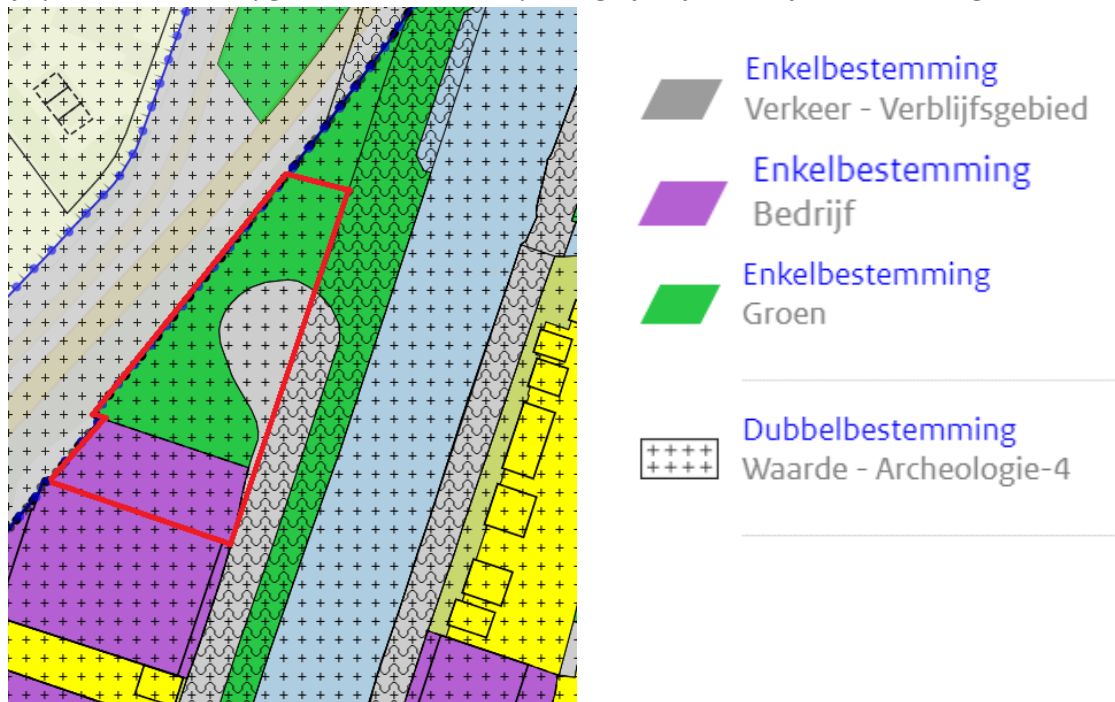 Enkelbestemming
Verkeer - Verblijfsgebied
Enkelbestemming
Bedrijf
Enkelbestemming
Groen
Dubbelbestemming
Waarde - Archeologie-4